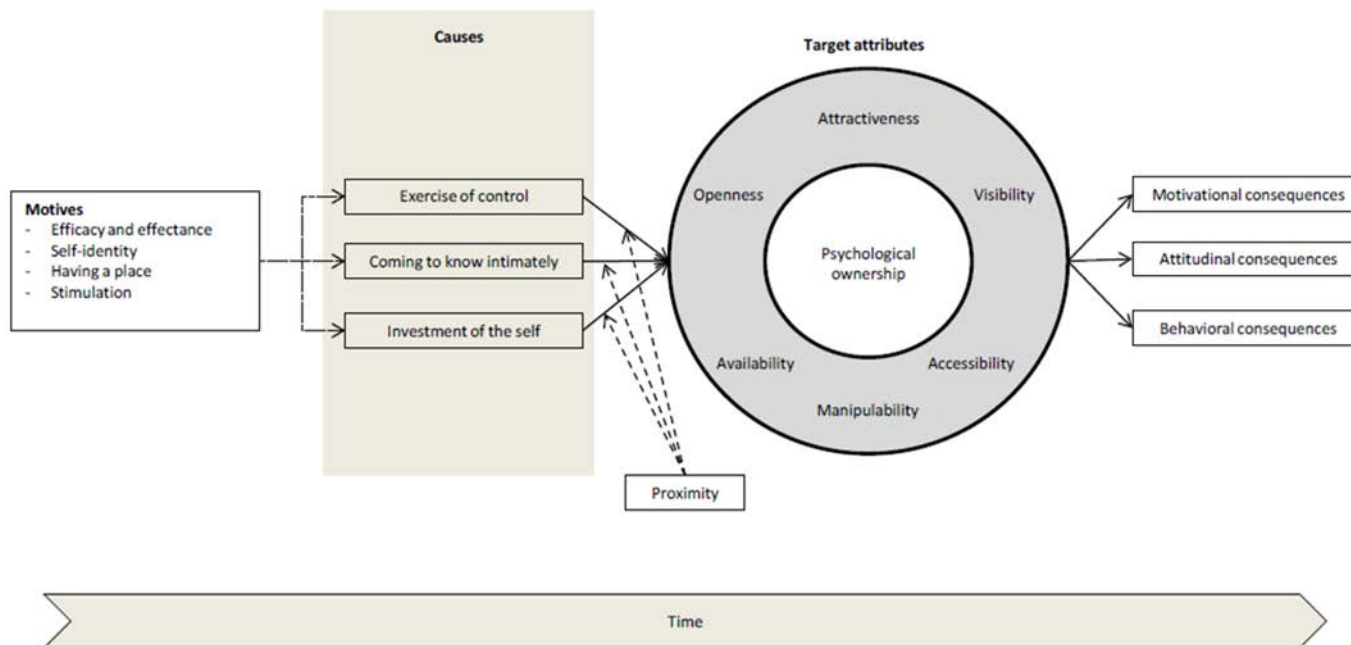 Causes
Target attributes
Motives
- Efficacy and effectance
- Self-identity
- Having a place
- Stimulation
Exercise of control
Coming to know intimately
Investment of the self
Attractiveness
Openness
Visibility
Psychological
ownership
Availability
Accessibility
Manipulability
Motivational consequences
Attitudinal consequences
Behavioral consequences
Proximity
Time